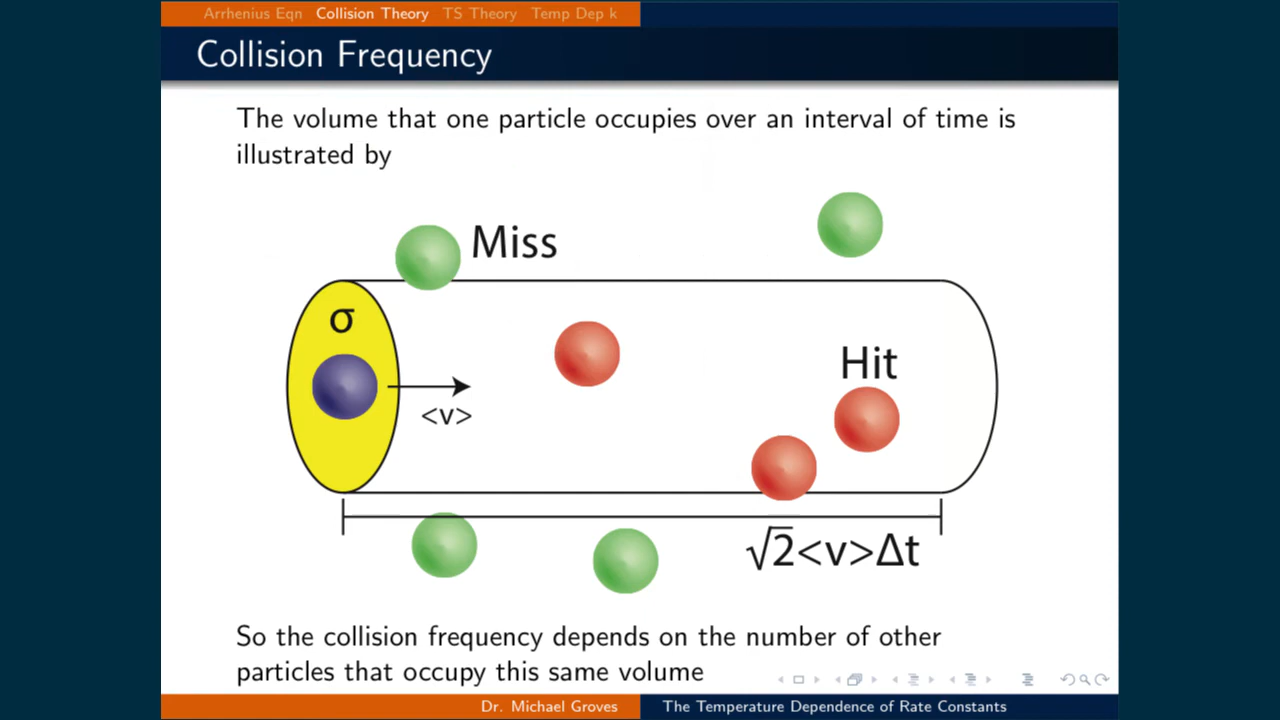 Arrhenius Eqn Collision Theory TS Theory Temp Dep k
Collision Frequency
The volume that one particle occupies over an interval of time is
illustrated by
Miss
σ
Hit
<v>
√2<v>Δt
So the collision frequency depends on the number of other
particles that occupy this same volume
Dr. Michael Groves The Temperature Dependence of Rate Constants